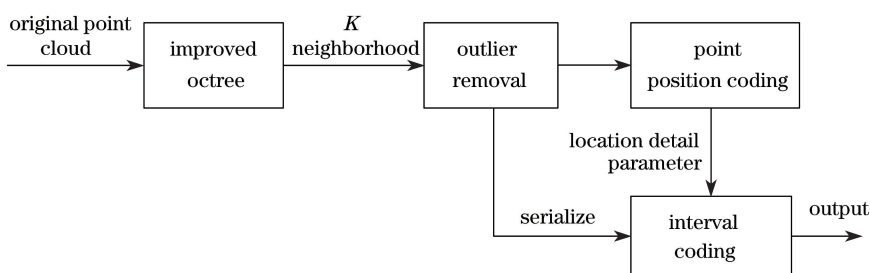 original point
cloud
improved
octree
K
neighborhood
outlier
removal
point
position coding
location detail
parameter
serialize
interval
coding
output